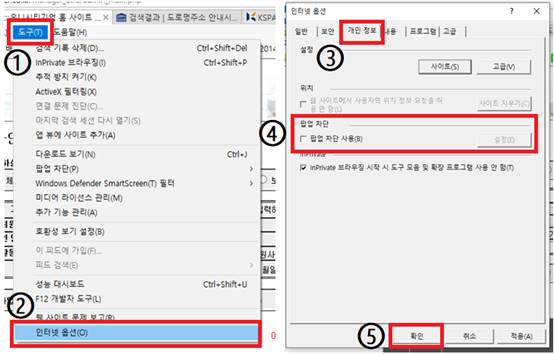 검색결과 | 도로명주소 안내시...
KSPA
도구(T)
도움말(H)
①
검색 기록 삭제(D)... Ctrl+Shift+Del
InPrivate 브라우징(I) Ctrl+Shift+P
추적 방지 켜기(K)
ActiveX 필터링(X)
연결 문제 진단(C)...
마지막 검색 세션 다시 열기(S)
앱 뷰에 사이트 추가(A)
다운로드 보기(N) Ctrl+J
팝업 차단(P)
Windows Defender SmartScreen(T) 필터
미디어 라이선스 관리(M)
추가 기능 관리(A)
호환성 보기 설정(B)
이 피드에 가입(F)...
피드 검색(E)
성능 대시보드 Ctrl+Shift+U
F12 개발자 도구(L)
②
웹 사이트 문제 보고(R)
인터넷 옵션(O)
인터넷 옵션
일반 보안 개인 정보 내용 프로그램 고급
③
설정
사이트(S) 고급(V)
위치
웹 사이트에서 사용자의 위치 정보 요청을 허용 안 함(L)
사이트 지우기(C)
④
팝업 차단
팝업 차단 사용(B)
설정(E)
InPrivate
InPrivate 브라우징 시작 시 도구 모음 및 확장 프로그램 사용 안 함(T)
⑤
확인 취소 적용(A)